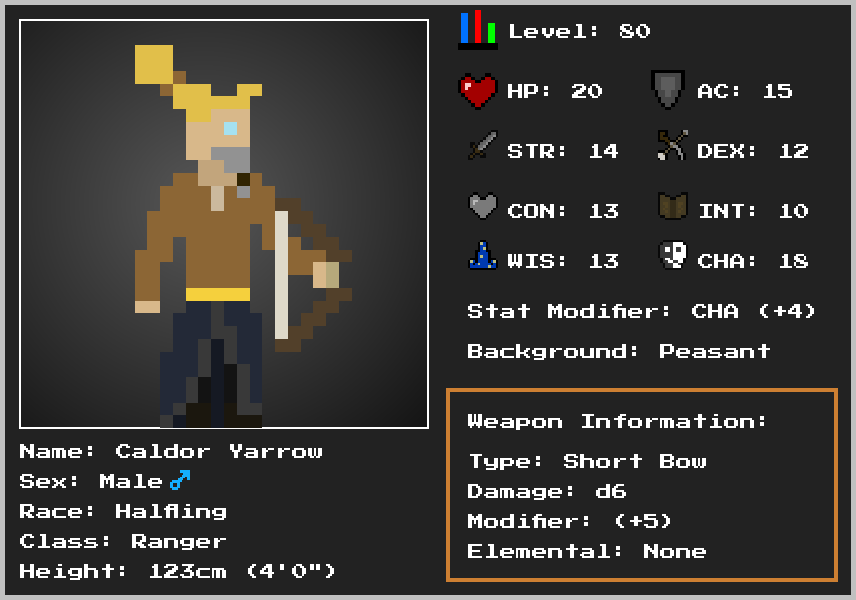 Level: 80
HP: 20
AC: 15
STR: 14
DEX: 12
CON: 13
INT: 10
WIS: 13
CHA: 18
Stat Modifier: CHA (+4)
Background: Peasant
Name: Caldor Yarrow
Sex: Male ♂
Race: Halfling
Class: Ranger
Height: 123cm (4'0")
Weapon Information:
Type: Short Bow
Damage: d6
Modifier: (+5)
Elemental: None